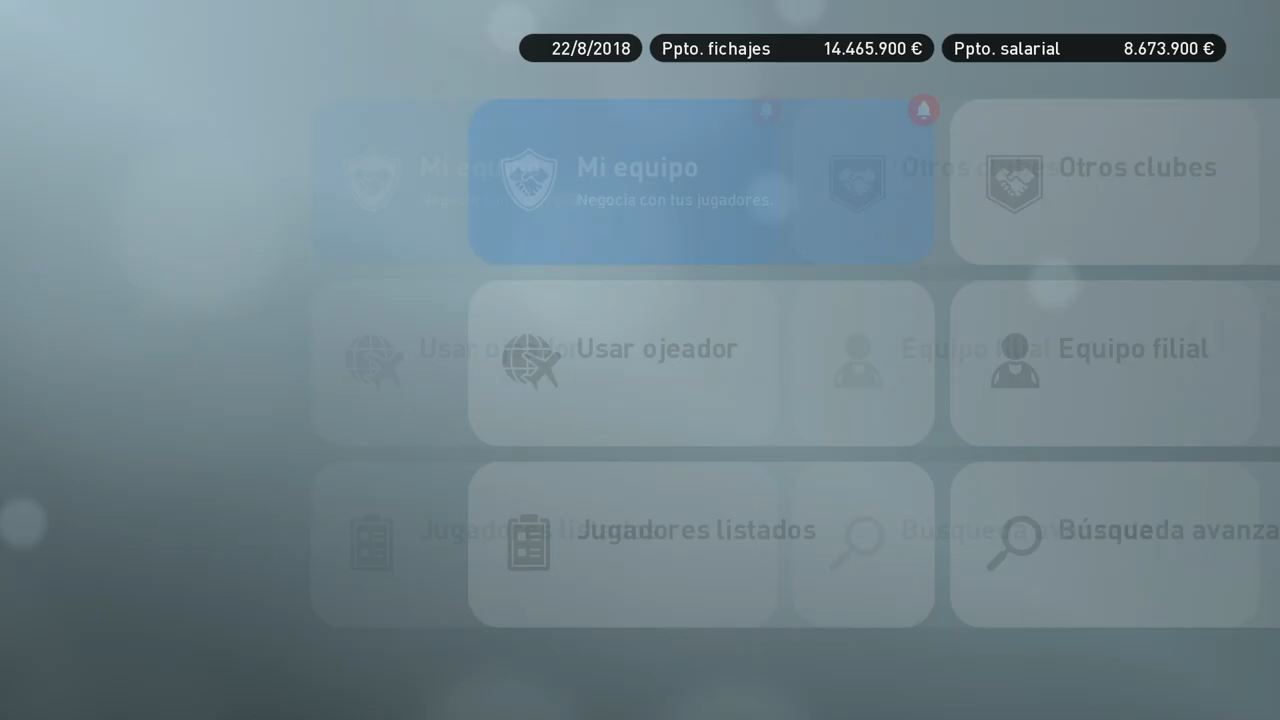 22/8/2018 Ppto. fichajes 14.465.900 € Ppto. salarial 8.673.900 €
Mi equipo Otros clubes
Negocia con tus jugadores.
Usar ojeador Equipo filial
Jugadores listados Búsqueda avanza